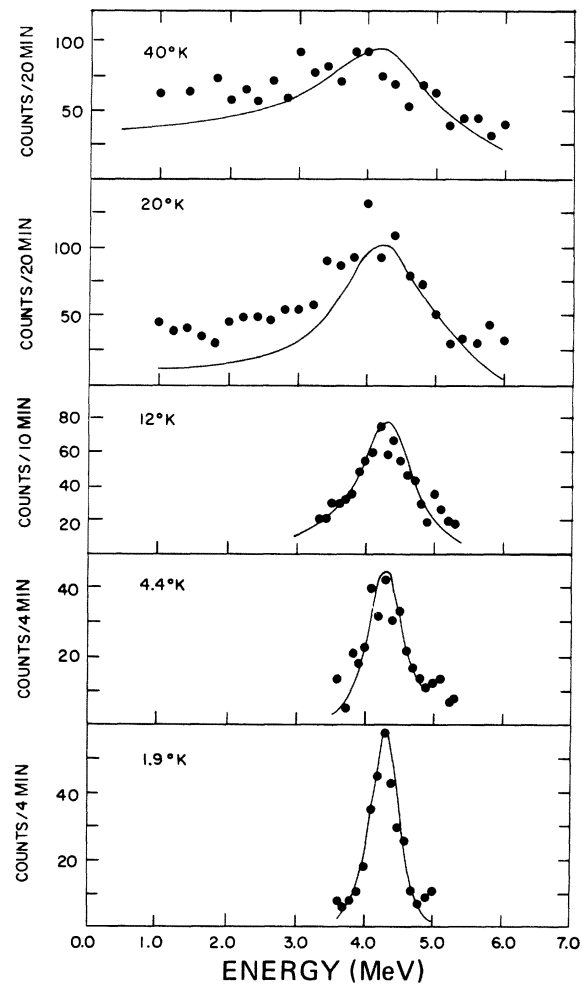 40°K
100
50
COUNTS/20 MIN
20°K
100
50
COUNTS/20 MIN
12°K
80
60
40
20
COUNTS/10 MIN
4.4°K
40
20
COUNTS/4 MIN
1.9°K
40
20
COUNTS/4 MIN
0.0 1.0 2.0 3.0 4.0 5.0 6.0 7.0
ENERGY (MeV)